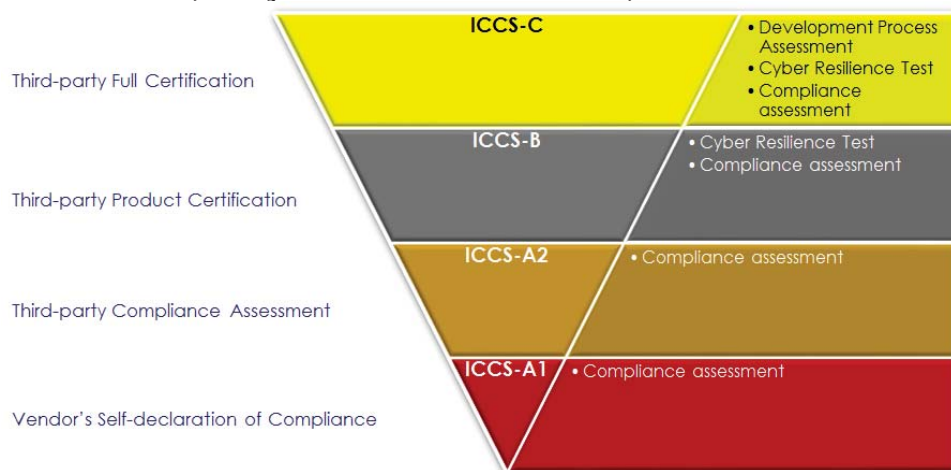 ICCS-C
• Development Process
Assessment
• Cyber Resilience Test
• Compliance
assessment
Third-party Full Certification
ICCS-B
• Cyber Resilience Test
• Compliance assessment
Third-party Product Certification
ICCS-A2
• Compliance assessment
Third-party Compliance Assessment
ICCS-A1
• Compliance assessment
Vendor's Self-declaration of Compliance